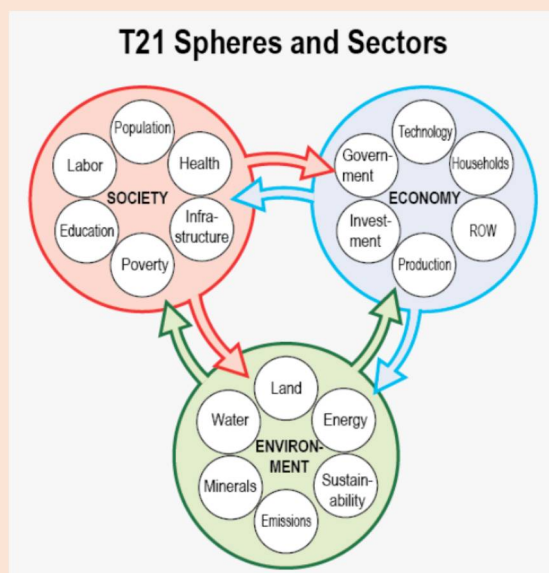 T21 Spheres and Sectors
Population
Labor
Health
SOCIETY
Education
Infra-
structure
Poverty
Technology
Govern-
ment
Households
ECONOMY
Invest-
ment
ROW
Production
Land
Water
Energy
ENVIRON-
MENT
Minerals
Sustain-
ability
Emissions